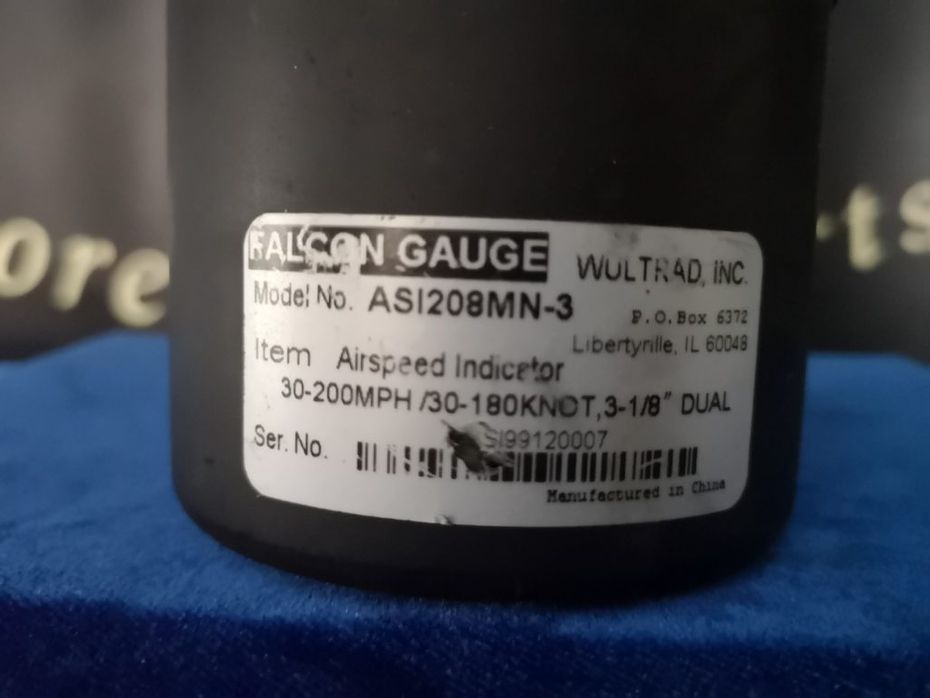 FALCON GAUGE
WULTRAD, INC.
Model No. ASI208MN-3
P.O.Box 6372
Libertyville, IL 60048
Item Airspeed Indicator
30-200MPH /30-180KNOT, 3-1/8" DUAL
Ser. No. SI99120007
Manufactured in China